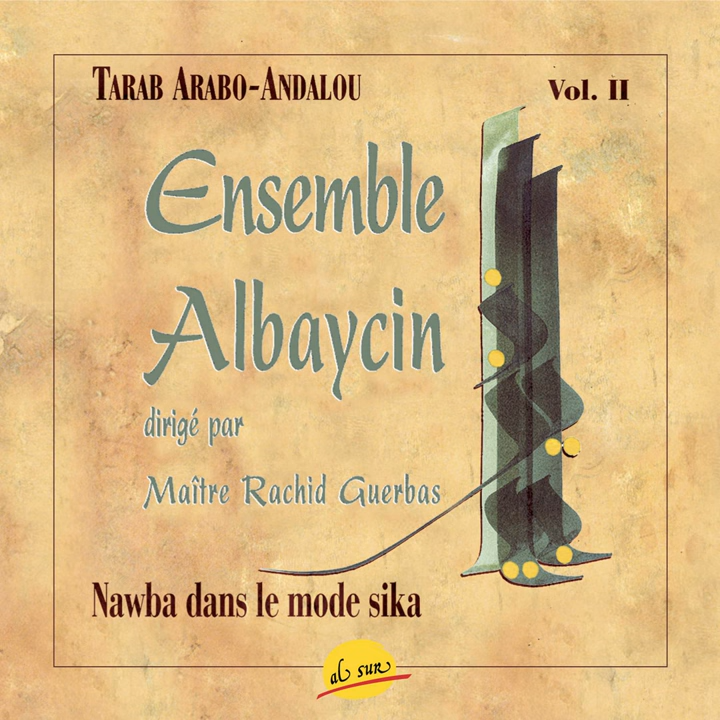 Tarab Arabo-Andalou
Vol. II
Ensemble
Albaycin
dirigé par
Maître Rachid Guerbas
Nawba dans le mode sika
al sur